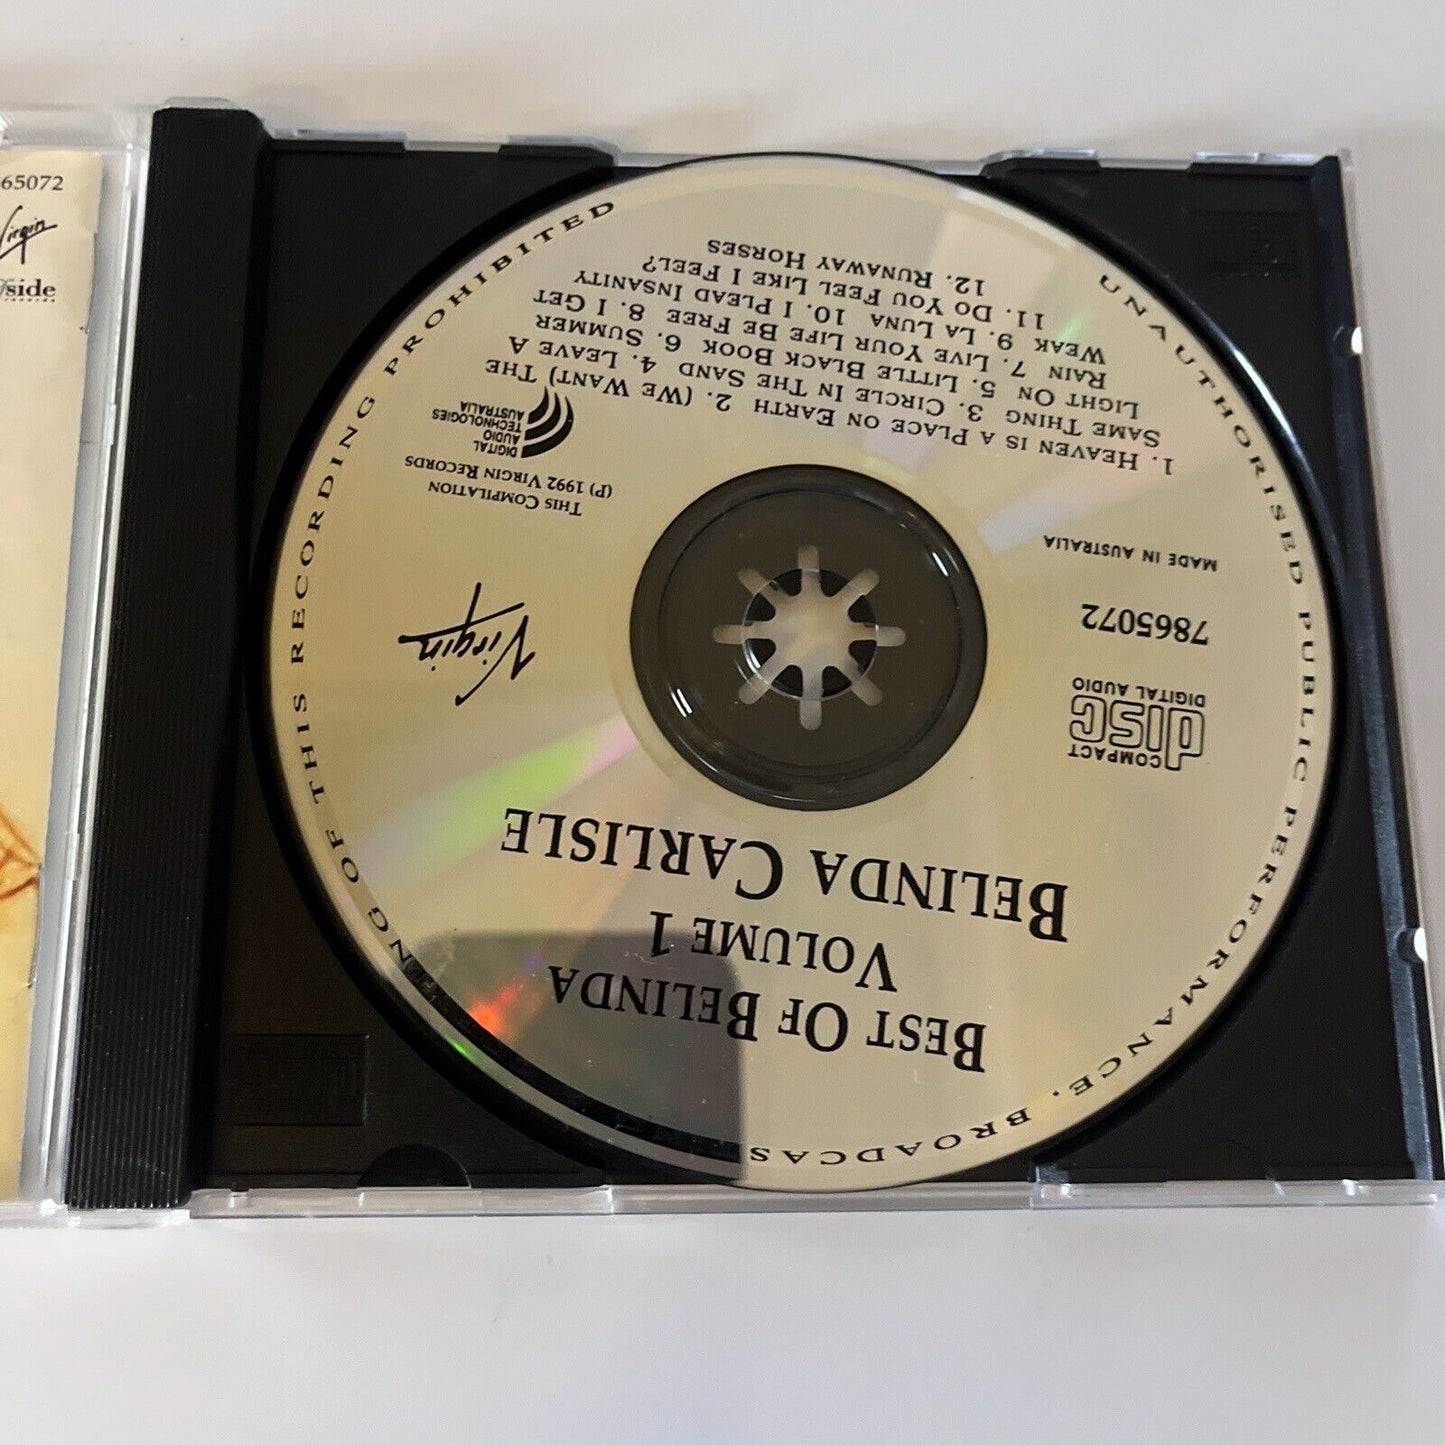 65072
Virgin
side
BEST OF BELINDA
VOLUME 1
BELINDA CARLISLE
COMPACT
disc
DIGITAL AUDIO
7865072
MADE IN AUSTRALIA
Virgin
THIS COMPILATION
(P) 1992 VIRGIN RECORDS
DIGITAL
AUDIO
TECHNOLOGIES
AUSTRALIA
1. HEAVEN IS A PLACE ON EARTH 2. (WE WANT) THE
SAME THING 3. CIRCLE IN THE SAND 4. LEAVE A
LIGHT ON 5. LITTLE BLACK BOOK 6. SUMMER
RAIN 7. LIVE YOUR LIFE BE FREE 8. I GET
WEAK 9. LA LUNA 10. I PLEAD INSANITY
11. DO YOU FEEL LIKE I FEEL?
12. RUNAWAY HORSES
UNAUTHORISED PUBLIC PERFORMANCE, BROADCAS NG OF THIS RECORDING PROHIBITED